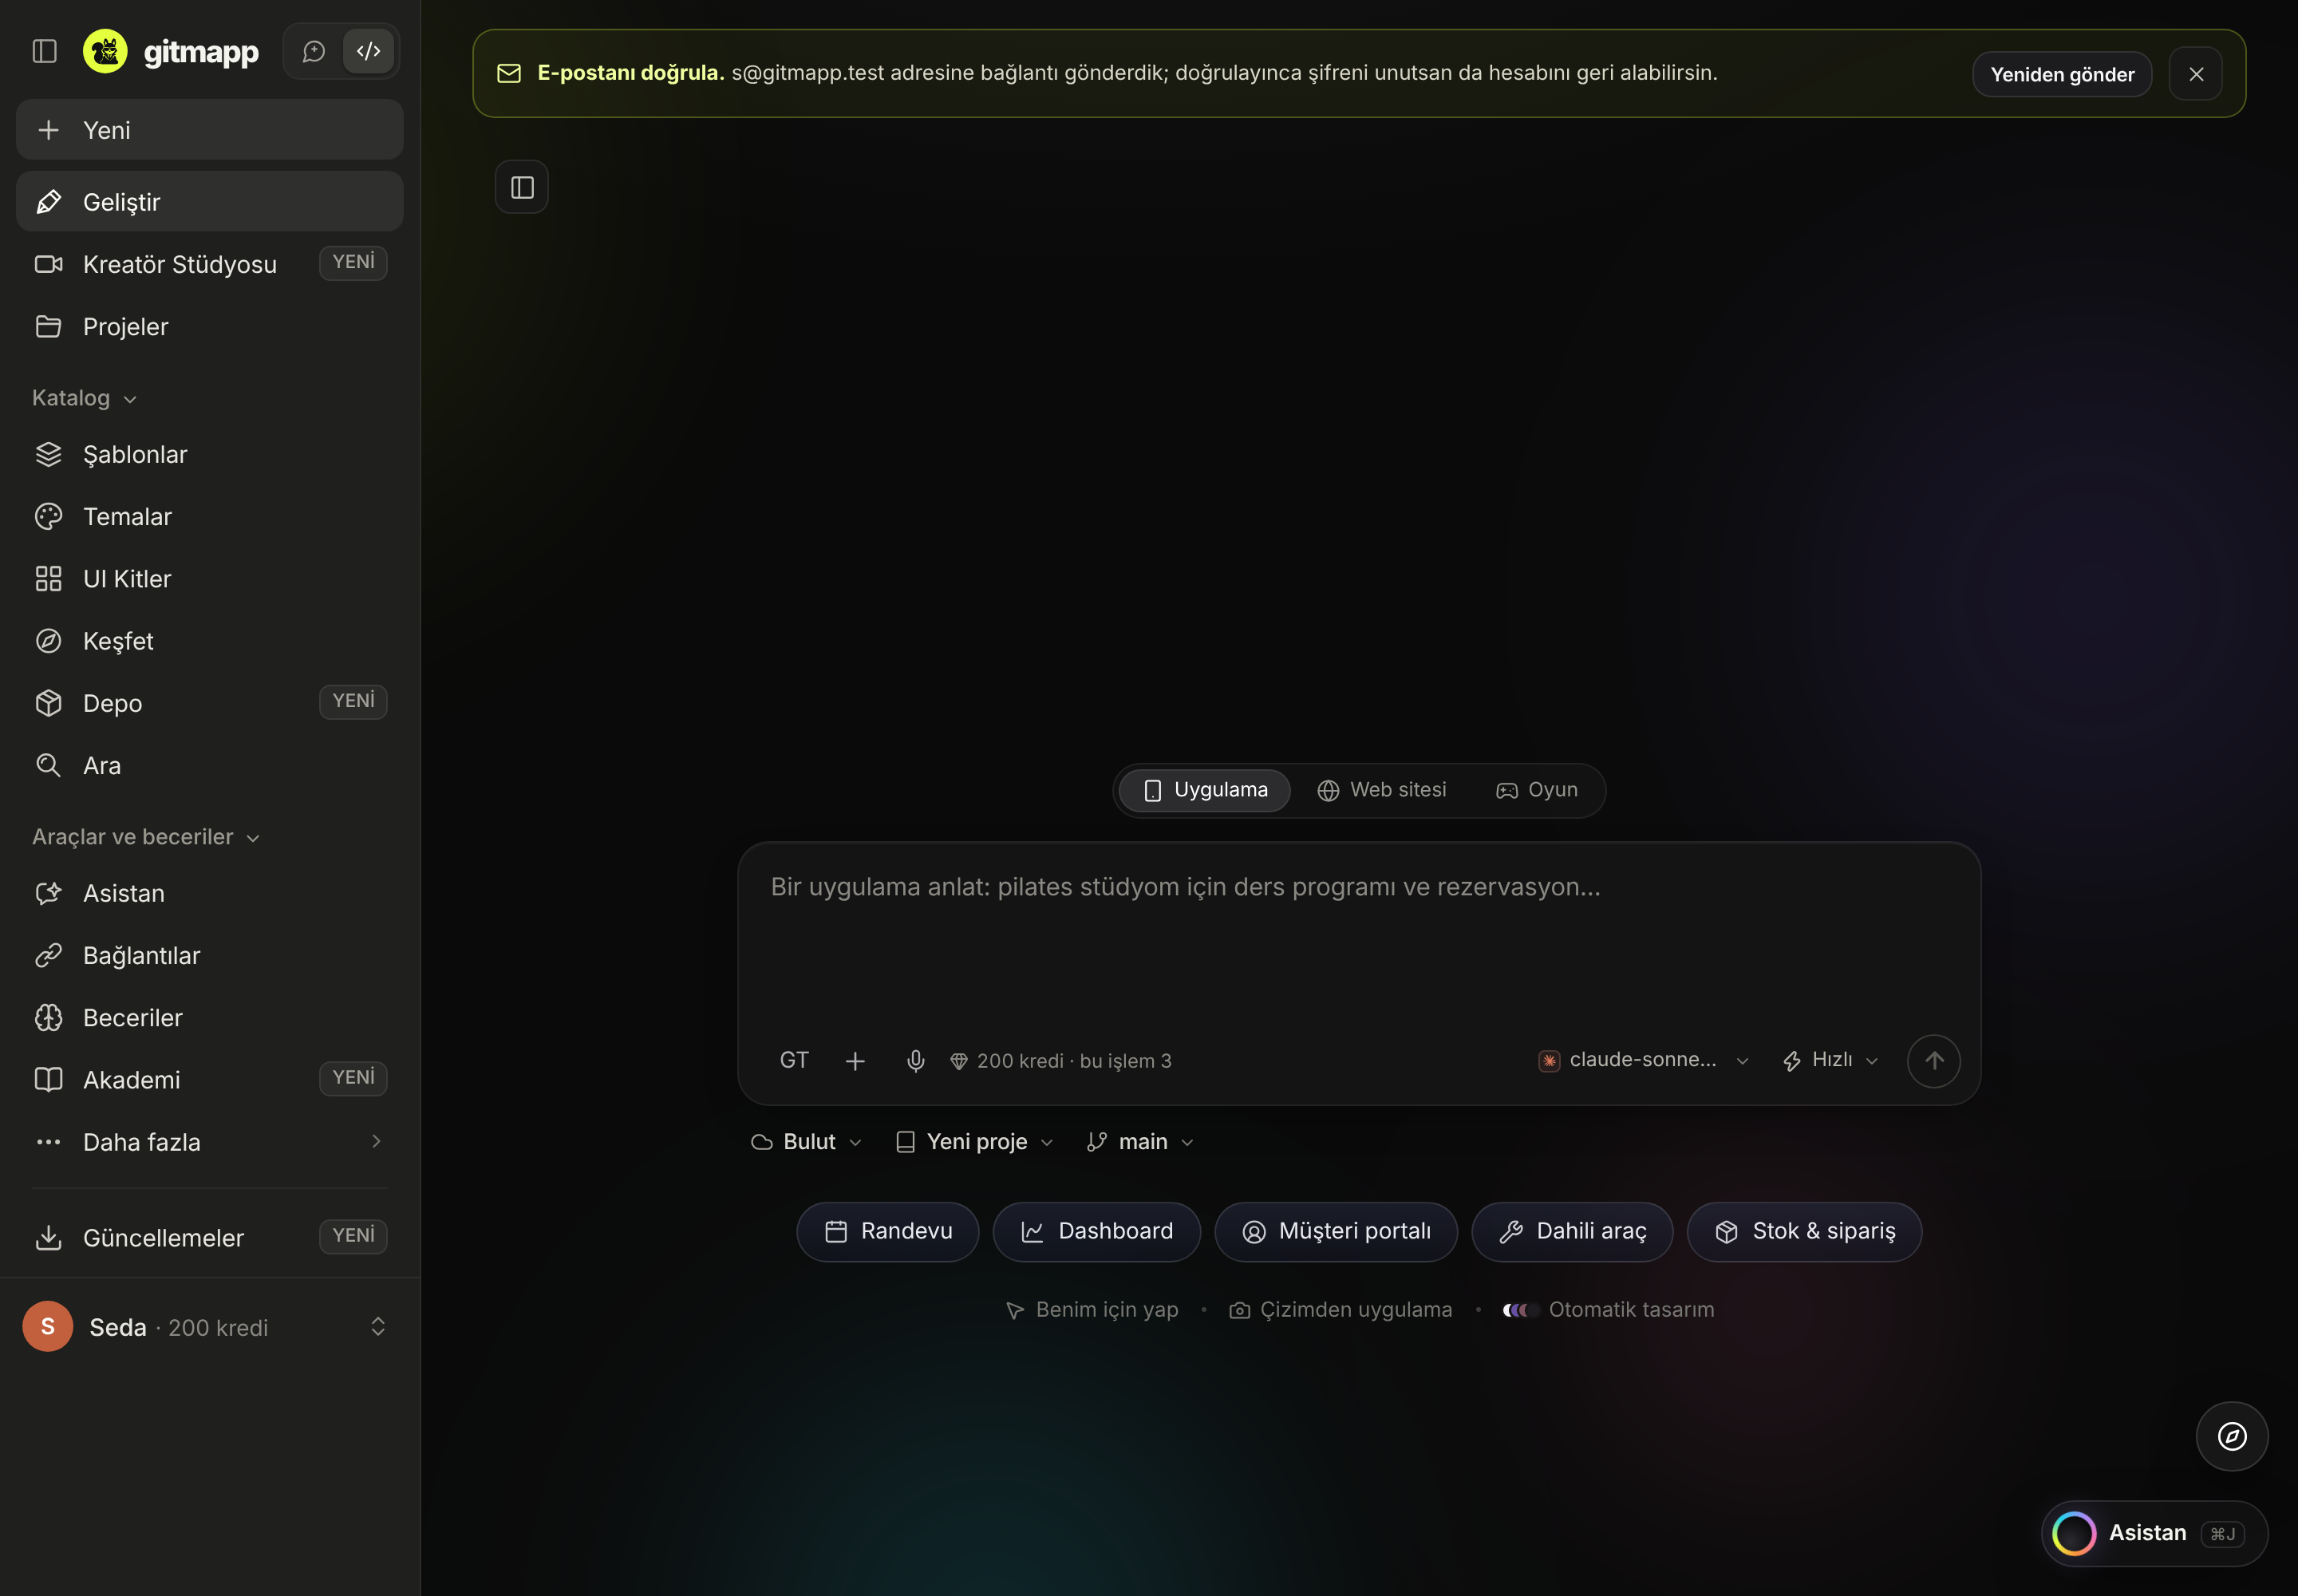 gitmapp
Yeni
Geliştir
Kreatör Stüdyosu YENİ
Projeler
Katalog
Şablonlar
Temalar
UI Kitler
Keşfet
Depo YENİ
Ara
Araçlar ve beceriler
Asistan
Bağlantılar
Beceriler
Akademi YENİ
Daha fazla
Güncellemeler YENİ
S Seda · 200 kredi
E-postanı doğrula. s@gitmapp.test adresine bağlantı gönderdik; doğrulayınca şifreni unutsan da hesabını geri alabilirsin. Yeniden gönder
Uygulama Web sitesi Oyun
Bir uygulama anlat: pilates stüdyom için ders programı ve rezervasyon...
GT 200 kredi · bu işlem 3 claude-sonne... Hızlı
Bulut Yeni proje main
Randevu Dashboard Müşteri portalı Dahili araç Stok & sipariş
Benim için yap • Çizimden uygulama • Otomatik tasarım
Asistan ⌘J